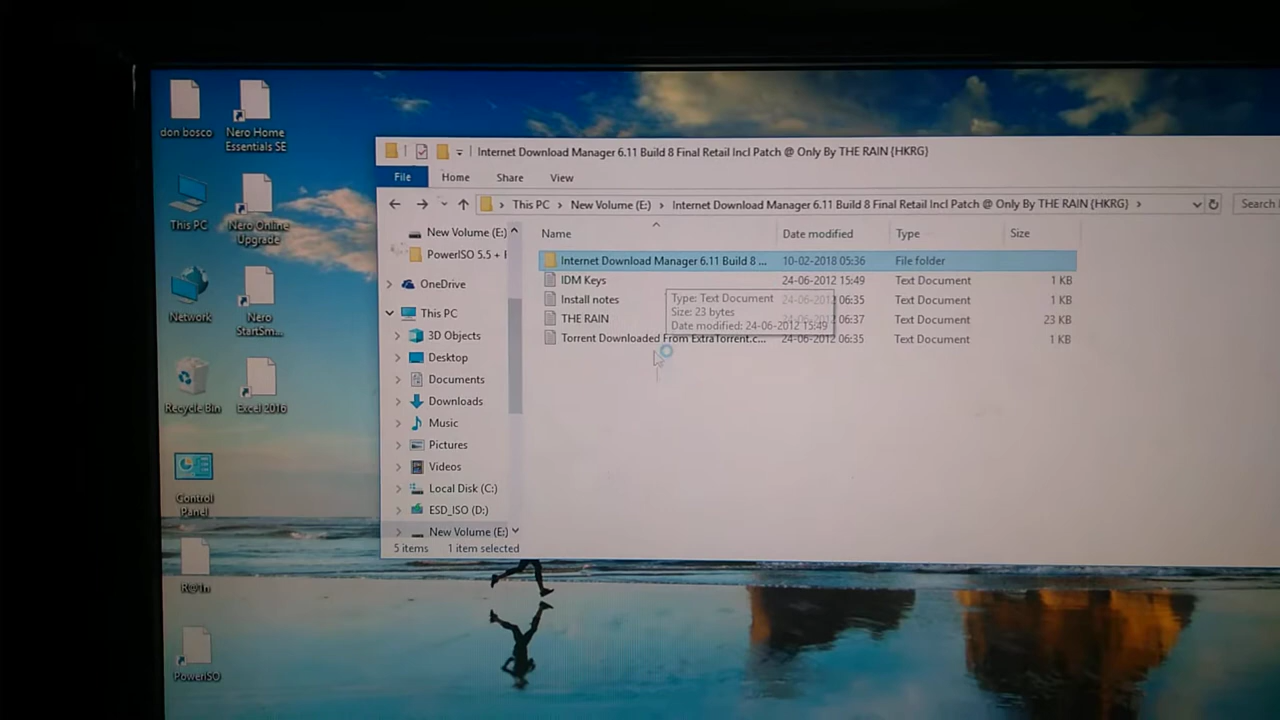 don bosco
Nero Home
Essentials SE
This PC
Nero Online
Upgrade
Network
Nero
StartSm...
Recycle Bin
Excel 2016
Control
Panel
R@1n
PowerISO
Internet Download Manager 6.11 Build 8 Final Retail Incl Patch @ Only By THE RAIN {HKRG}
File Home Share View
This PC > New Volume (E:) > Internet Download Manager 6.11 Build 8 Final Retail Incl Patch @ Only By THE RAIN {HKRG} >
Search
New Volume (E:)
PowerISO 5.5 +
OneDrive
This PC
3D Objects
Desktop
Documents
Downloads
Music
Pictures
Videos
Local Disk (C:)
ESD_ISO (D:)
New Volume (E:)
5 items 1 item selected
Name Date modified Type Size
Internet Download Manager 6.11 Build 8 ... 10-02-2018 05:36 File folder
IDM Keys 24-06-2012 15:49 Text Document 1 KB
Install notes 24-06-2012 06:35 Text Document 1 KB
THE RAIN 24-06-2012 06:37 Text Document 23 KB
Torrent Downloaded From ExtraTorrent.c... 24-06-2012 06:35 Text Document 1 KB
Type: Text Document
Size: 23 bytes
Date modified: 24-06-2012 15:49